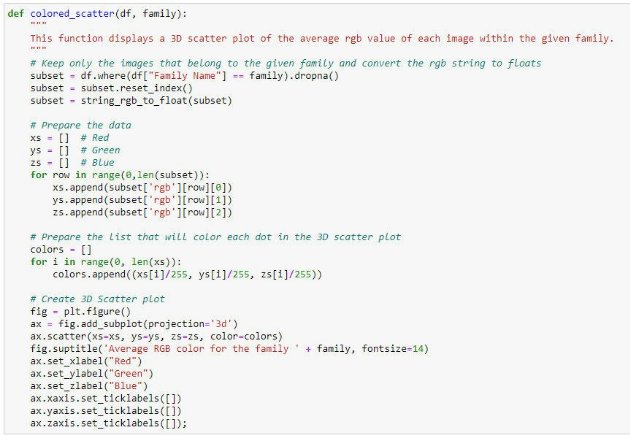 def colored_scatter(df, family):
    """
    This function displays a 3D scatter plot of the average rgb value of each image within the given family.
    """
    # Keep only the images that belong to the given family and convert the rgb string to floats
    subset = df.where(df["Family Name"] == family).dropna()
    subset = subset.reset_index()
    subset = string_rgb_to_float(subset)

    # Prepare the data
    xs = []  # Red
    ys = []  # Green
    zs = []  # Blue
    for row in range(0,len(subset)):
        xs.append(subset['rgb'][row][0])
        ys.append(subset['rgb'][row][1])
        zs.append(subset['rgb'][row][2])

    # Prepare the list that will color each dot in the 3D scatter plot
    colors = []
    for i in range(0, len(xs)):
        colors.append((xs[i]/255, ys[i]/255, zs[i]/255))

    # Create 3D Scatter plot
    fig = plt.figure()
    ax = fig.add_subplot(projection='3d')
    ax.scatter(xs=xs, ys=ys, zs=zs, color=colors)
    fig.suptitle('Average RGB color for the family ' + family, fontsize=14)
    ax.set_xlabel("Red")
    ax.set_ylabel("Green")
    ax.set_zlabel("Blue")
    ax.xaxis.set_ticklabels([])
    ax.yaxis.set_ticklabels([])
    ax.zaxis.set_ticklabels([]);